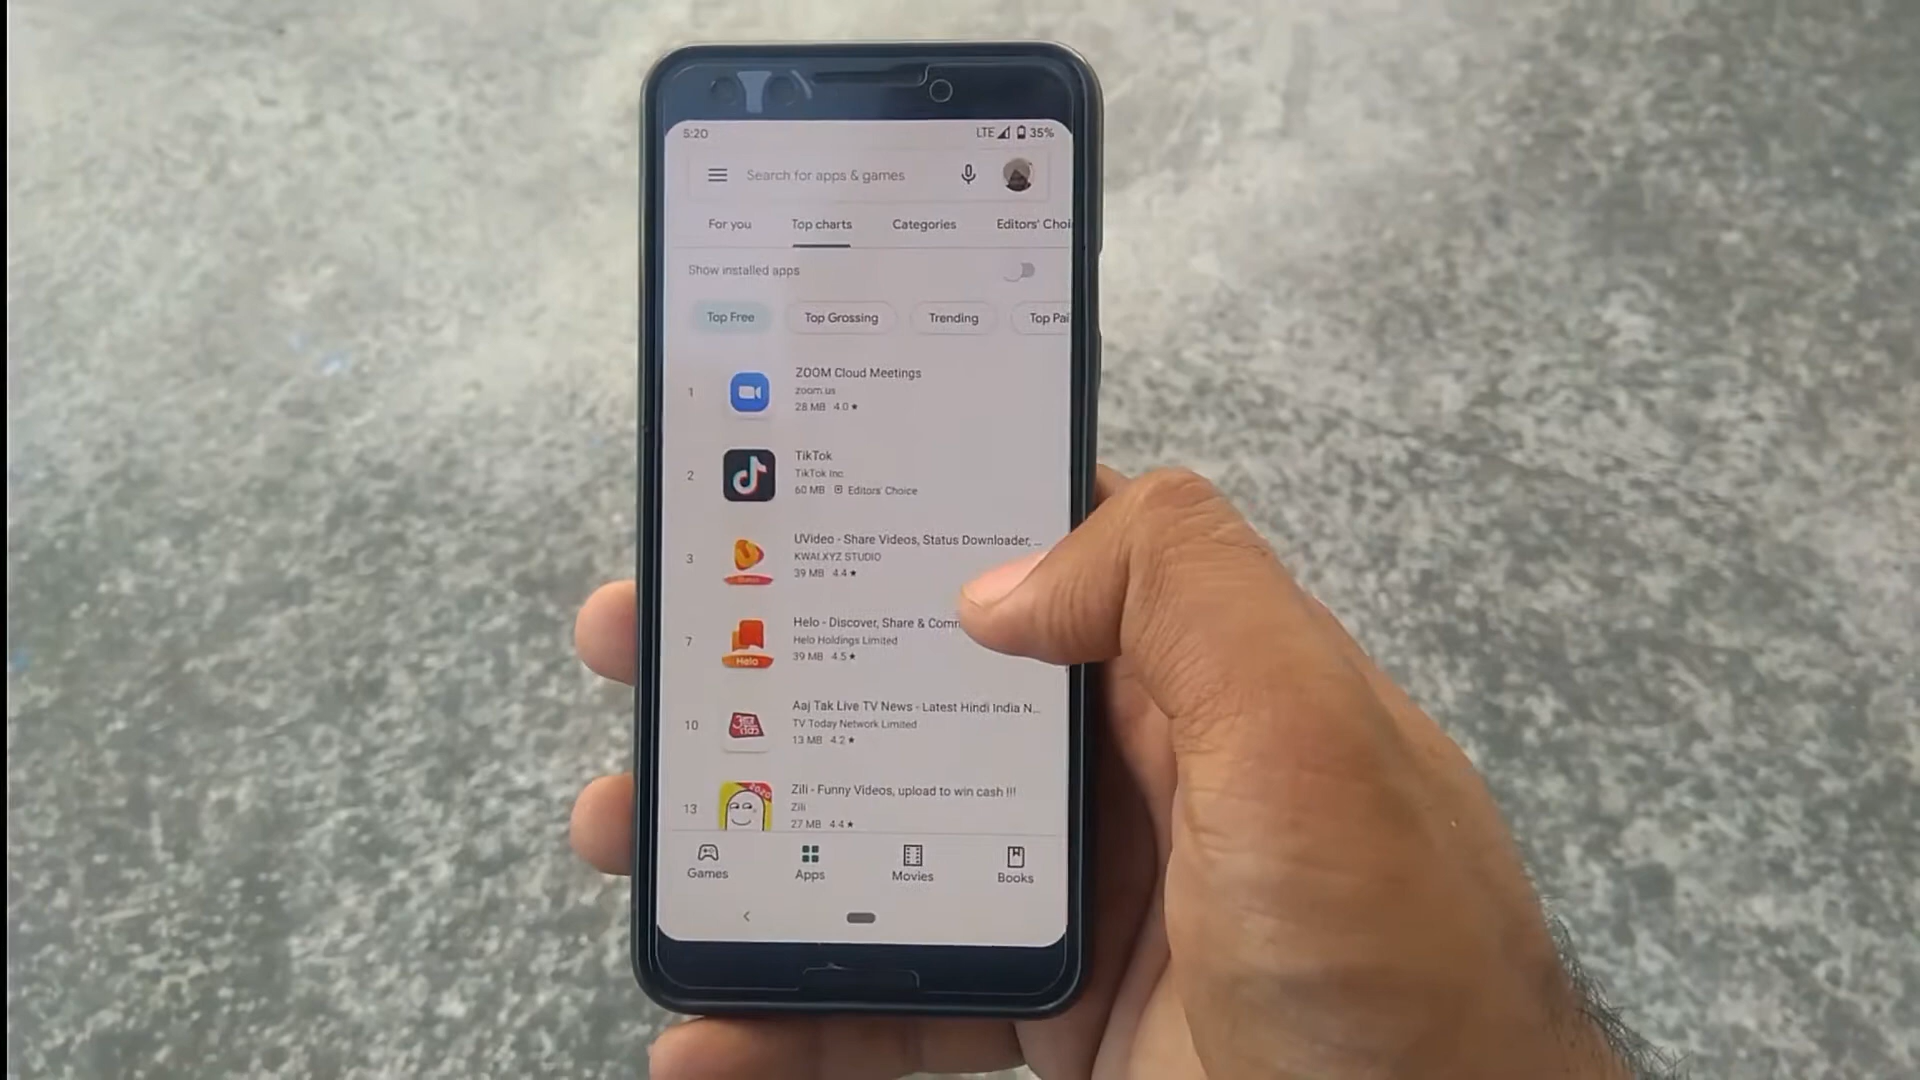 5:20
LTE 35%
Search for apps & games
For you Top charts Categories Editors' Choi
Show installed apps
Top Free Top Grossing Trending Top Pai
1
ZOOM Cloud Meetings
zoom.us
28 MB 4.0 ★
2
TikTok
TikTok Inc.
60 MB Editors' Choice
3
UVideo - Share Videos, Status Downloader, ...
KWAI.XYZ STUDIO
39 MB 4.4 ★
7
Helo - Discover, Share & Com
Helo Holdings Limited
39 MB 4.5 ★
Helo
10
Aaj Tak Live TV News - Latest Hindi India N...
TV Today Network Limited
13 MB 4.2 ★
आज तक
13
Zili - Funny Videos, upload to win cash !!!
Zili
27 MB 4.4 ★
2020
Games Apps Movies Books